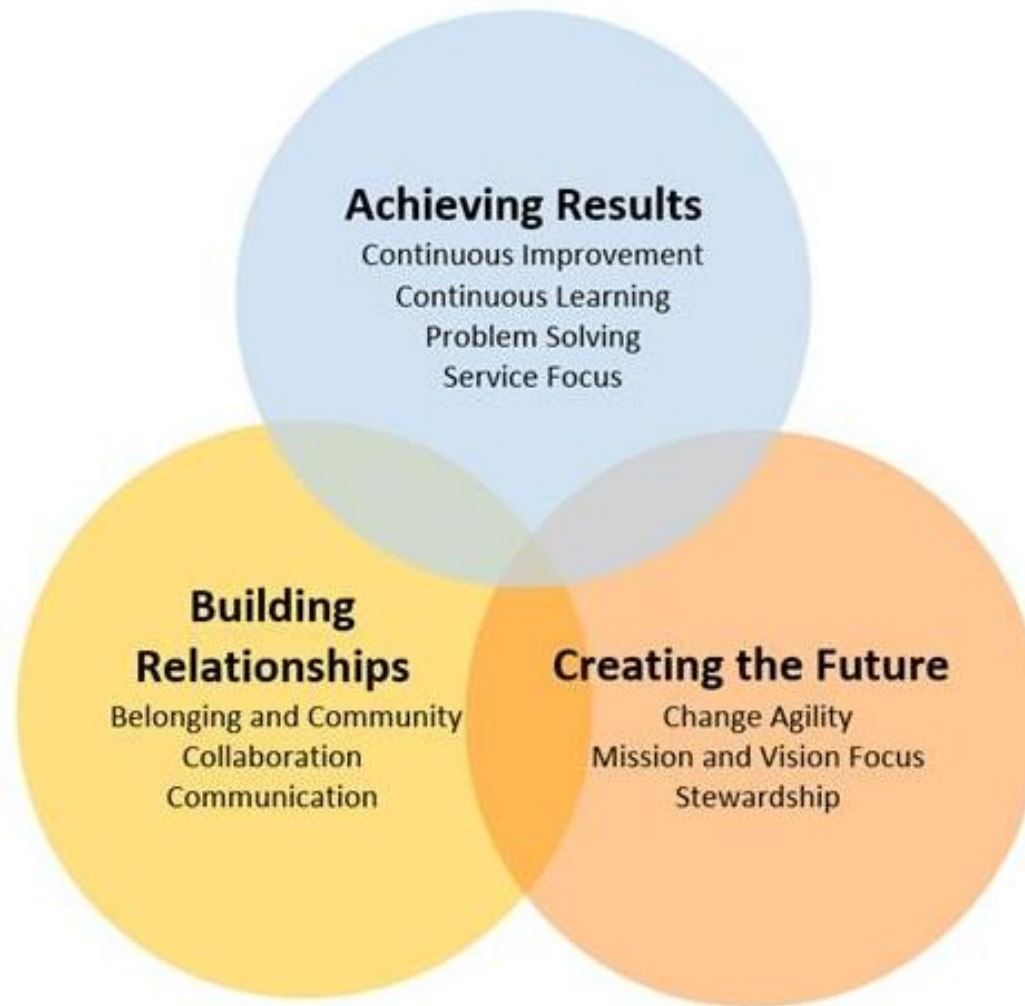 Achieving Results
Continuous Improvement
Continuous Learning
Problem Solving
Service Focus
Building
Relationships
Belonging and Community
Collaboration
Communication
Creating the Future
Change Agility
Mission and Vision Focus
Stewardship